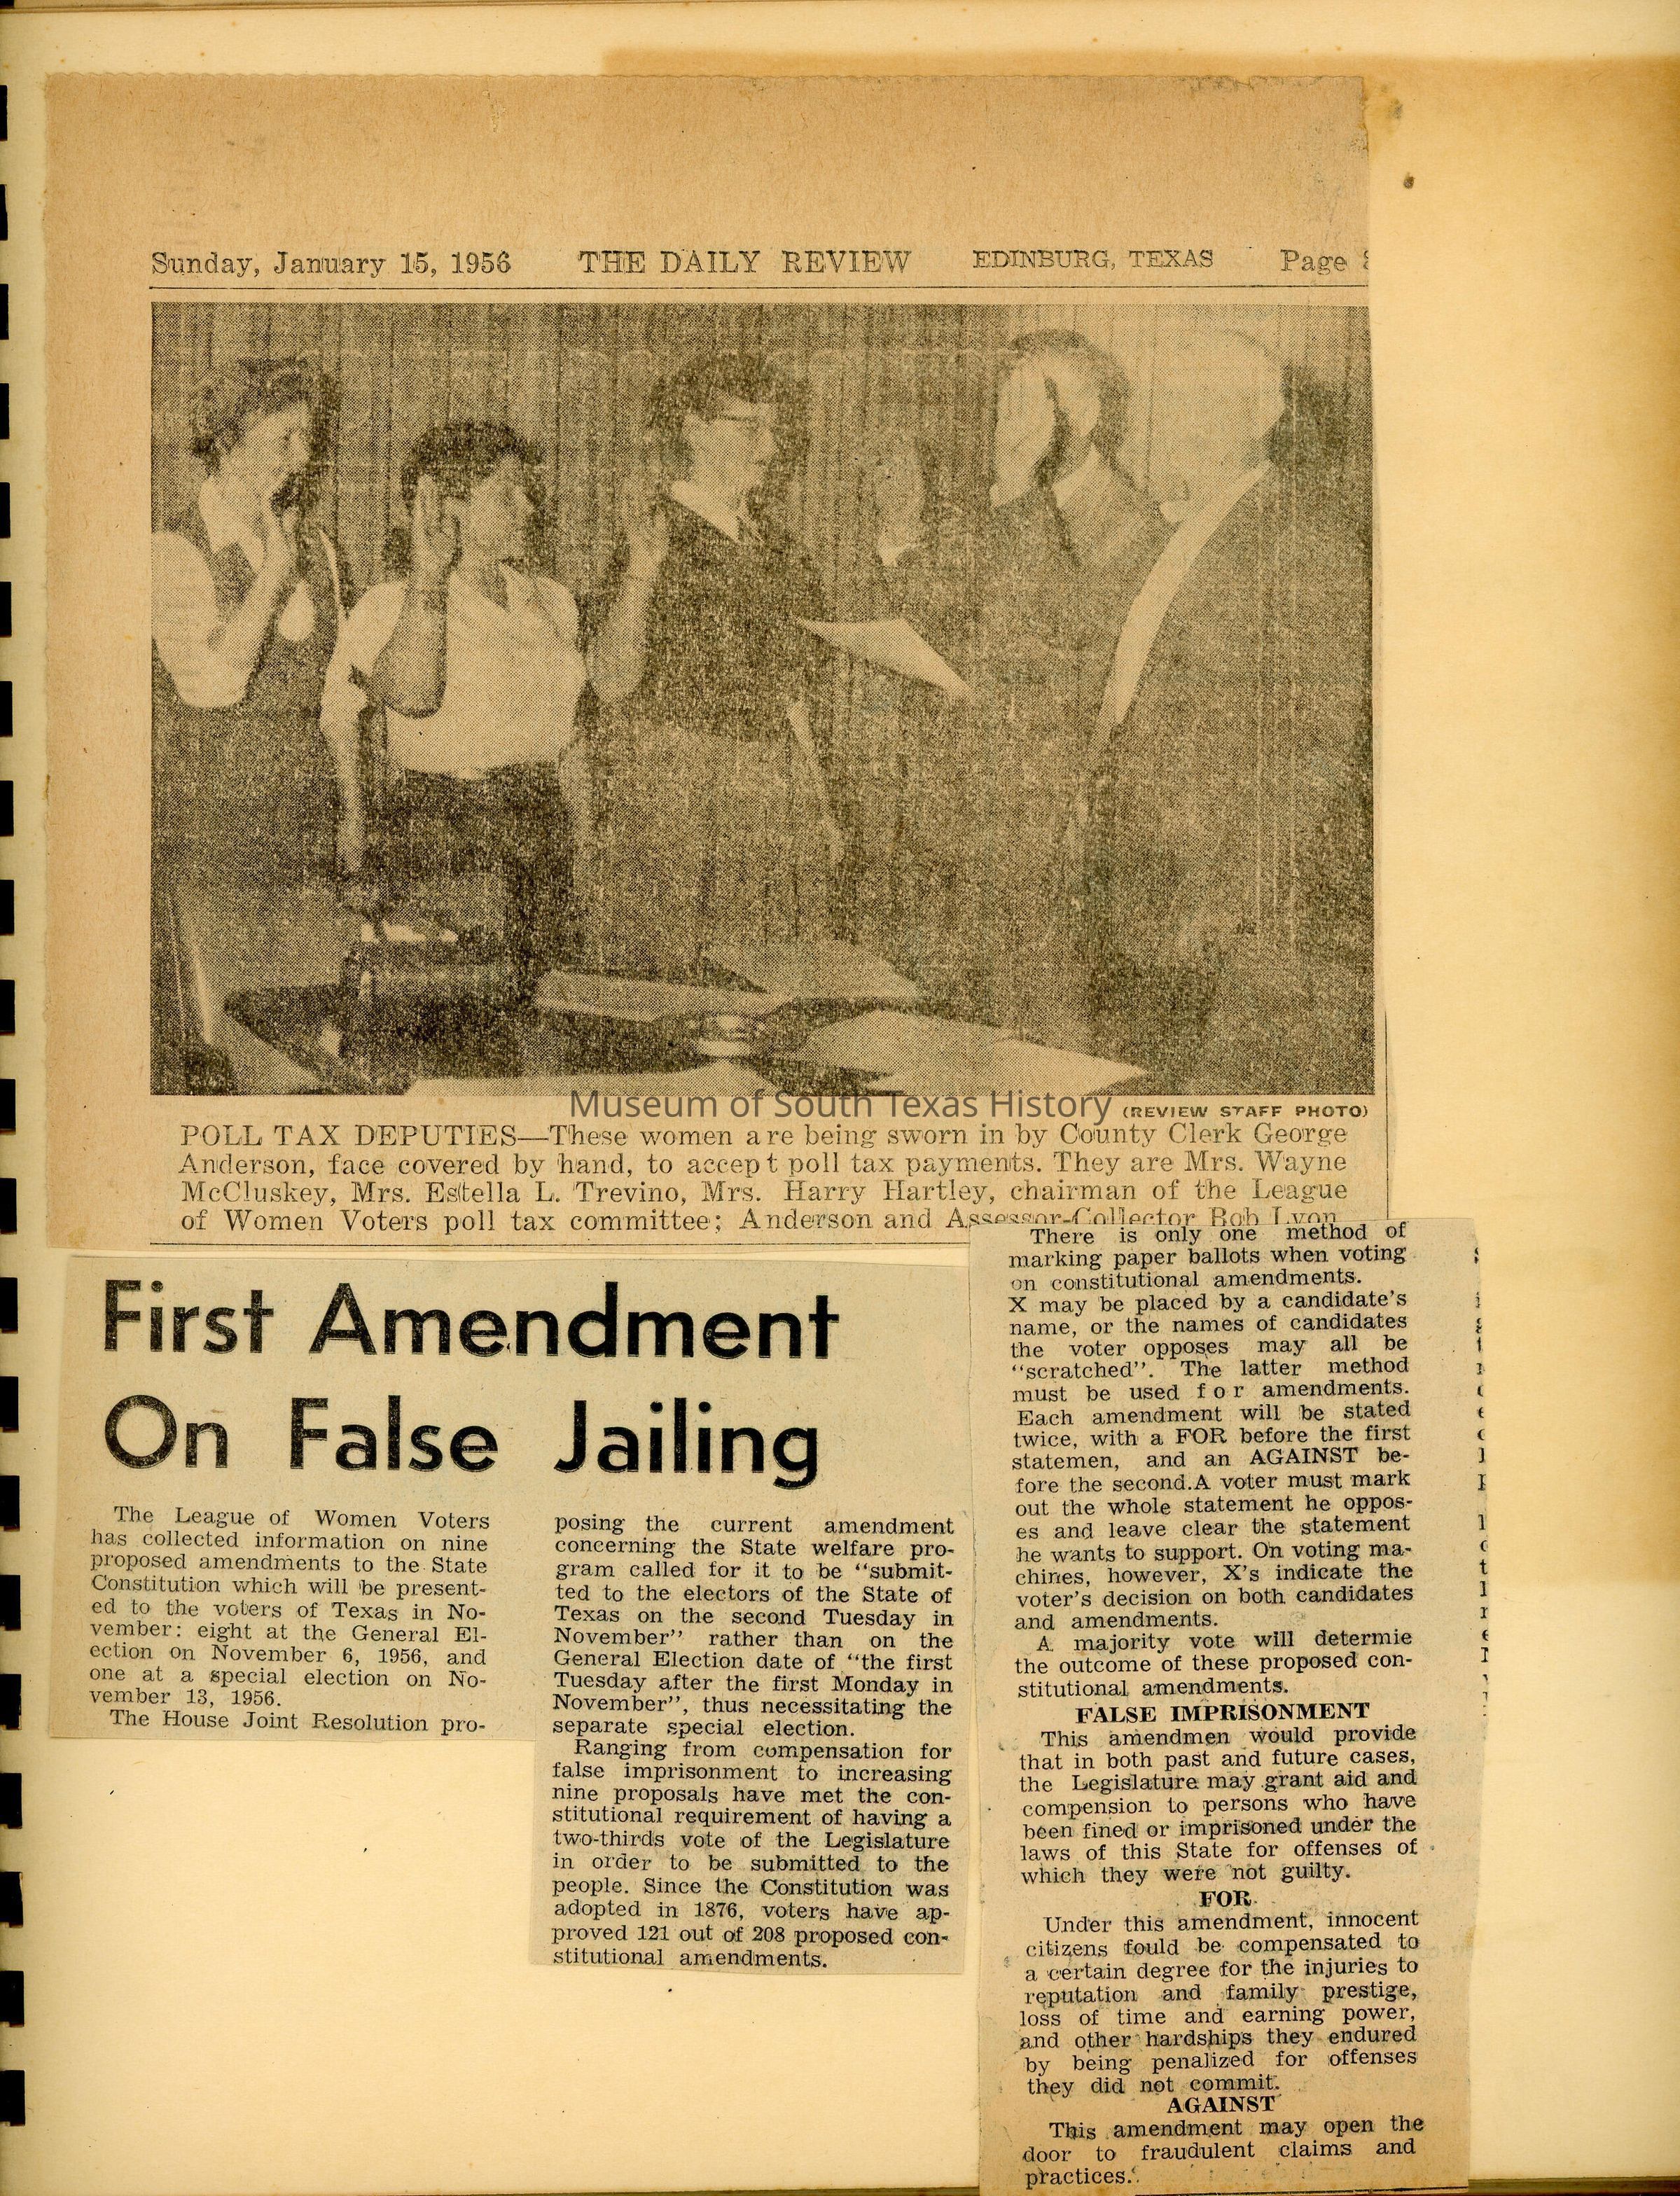 Sunday, January 15, 1956 THE DAILY REVIEW EDINBURG, TEXAS Page
Museum of South Texas History
(REVIEW STAFF PHOTO)
POLL TAX DEPUTIES—These women are being sworn in by County Clerk George
Anderson, face covered by hand, to accept poll tax payments. They are Mrs. Wayne
McCluskey, Mrs. Estella L. Trevino, Mrs. Harry Hartley, chairman of the League
of Women Voters poll tax committee; Anderson and Assessor-Collector Bob Lyon
First Amendment
On False Jailing
The League of Women Voters
has collected information on nine
proposed amendments to the State
Constitution which will be present-
ed to the voters of Texas in No-
vember: eight at the General El-
ection on November 6, 1956, and
one at a special election on No-
vember 13, 1956.
The House Joint Resolution pro-
posing the current amendment
concerning the State welfare pro-
gram called for it to be "submit-
ted to the electors of the State of
Texas on the second Tuesday in
November" rather than on the
General Election date of "the first
Tuesday after the first Monday in
November", thus necessitating the
separate special election.
Ranging from compensation for
false imprisonment to increasing
nine proposals have met the con-
stitutional requirement of having a
two-thirds vote of the Legislature
in order to be submitted to the
people. Since the Constitution was
adopted in 1876, voters have ap-
proved 121 out of 208 proposed con-
stitutional amendments.
There is only one method of
marking paper ballots when voting
on constitutional amendments.
X may be placed by a candidate's
name, or the names of candidates
the voter opposes may all be
"scratched". The latter method
must be used for amendments.
Each amendment will be stated
twice, with a FOR before the first
statemen, and an AGAINST be-
fore the second.A voter must mark
out the whole statement he oppos-
es and leave clear the statement
he wants to support. On voting ma-
chines, however, X's indicate the
voter's decision on both candidates
and amendments.
A majority vote will determie
the outcome of these proposed con-
stitutional amendments.
FALSE IMPRISONMENT
This amendmen would provide
that in both past and future cases,
the Legislature may grant aid and
compension to persons who have
been fined or imprisoned under the
laws of this State for offenses of
which they were not guilty.
FOR
Under this amendment, innocent
citizens fould be compensated to
a certain degree for the injuries to
reputation and family prestige,
loss of time and earning power,
and other hardships they endured
by being penalized for offenses
they did not commit.
AGAINST
This amendment may open the
door to fraudulent claims and
practices.